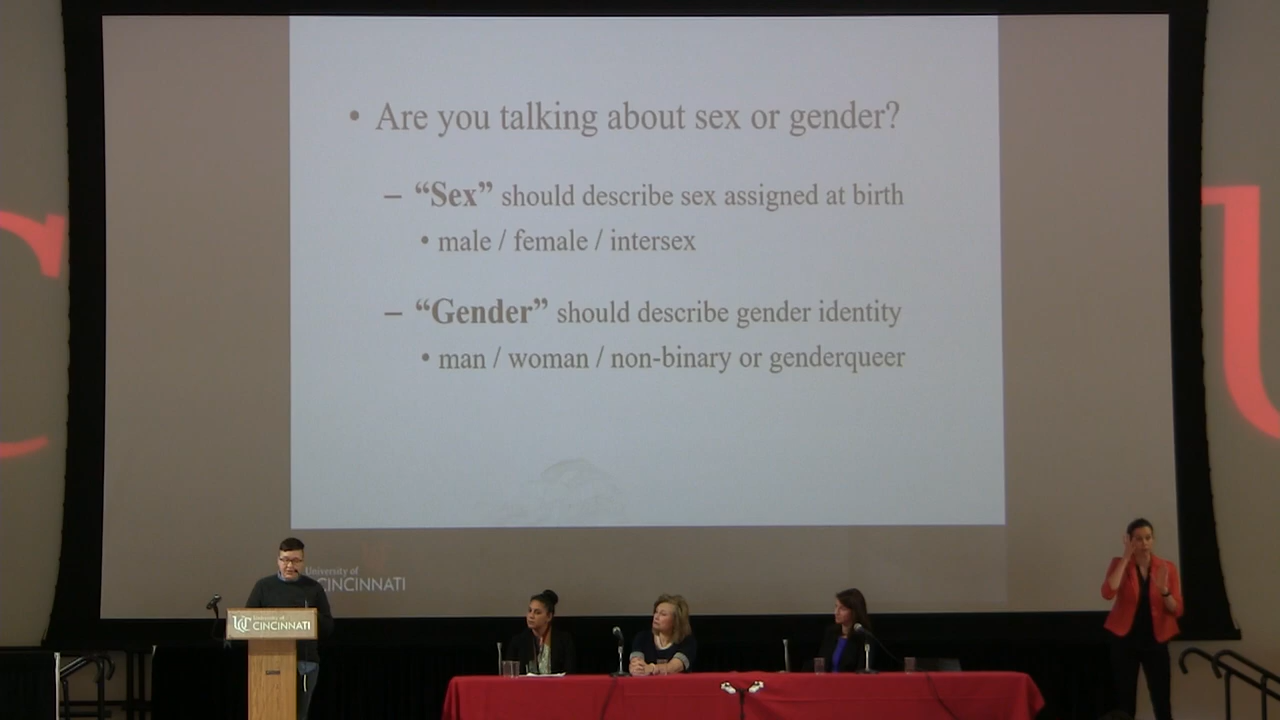 • Are you talking about sex or gender?
– “Sex” should describe sex assigned at birth
• male / female / intersex
– “Gender” should describe gender identity
• man / woman / non-binary or genderqueer
University of
CINCINNATI
UC University of
CINCINNATI
C
U